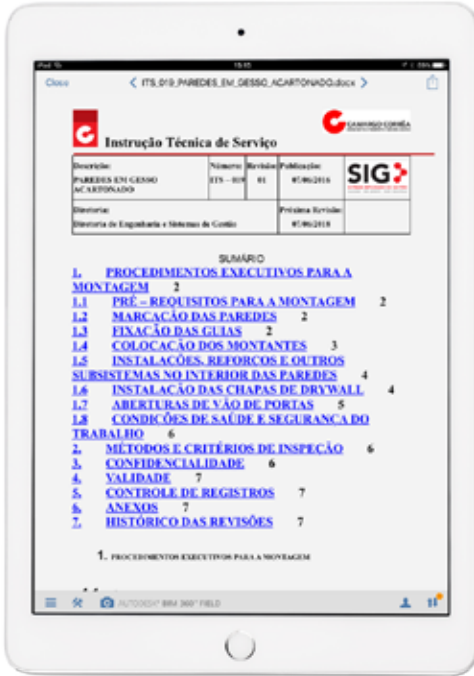 iPad
15:15
Close
ITS_019_PAREDES_EM_GESSO_ACARTONADO.docx
CAMARGO CORRÊA
Instrução Técnica de Serviço
Descrição: Número: Revisão: Publicação:
PAREDES EM GESSO ACARTONADO ITS – 019 01 07/06/2016
SIG
Diretoria: Próxima Revisão:
Diretoria de Engenharia e Sistemas de Gestão 07/06/2018
SUMÁRIO
1. PROCEDIMENTOS EXECUTIVOS PARA A
MONTAGEM 2
1.1 PRÉ – REQUISITOS PARA A MONTAGEM 2
1.2 MARCAÇÃO DAS PAREDES 2
1.3 FIXAÇÃO DAS GUIAS 2
1.4 COLOCAÇÃO DOS MONTANTES 3
1.5 INSTALAÇÕES, REFORÇOS E OUTROS
SUBSISTEMAS NO INTERIOR DAS PAREDES 4
1.6 INSTALAÇÃO DAS CHAPAS DE DRYWALL 4
1.7 ABERTURAS DE VÃO DE PORTAS 5
1.8 CONDIÇÕES DE SAÚDE E SEGURANÇA DO
TRABALHO 6
2. MÉTODOS E CRITÉRIOS DE INSPEÇÃO 6
3. CONFIDENCIALIDADE 6
4. VALIDADE 7
5. CONTROLE DE REGISTROS 7
6. ANEXOS 7
7. HISTÓRICO DAS REVISÕES 7
1. PROCEDIMENTOS EXECUTIVOS PARA A MONTAGEM
AUTODESK® BIM 360™ FIELD